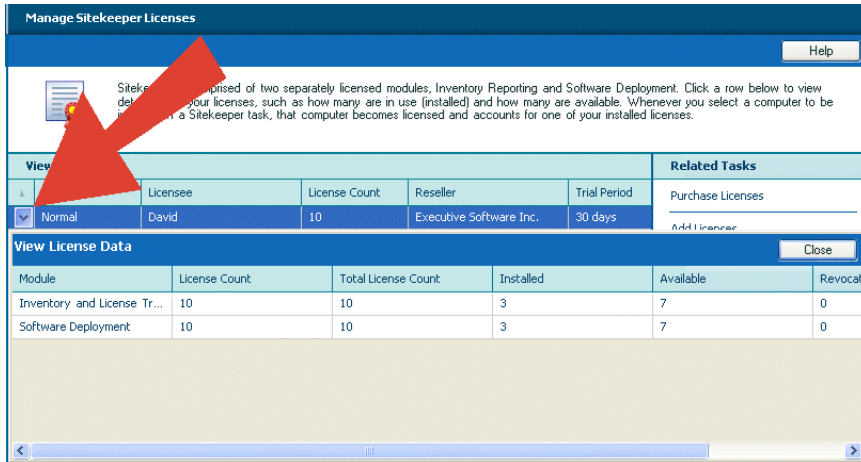 Manage Sitekeeper Licenses
Help
prised of two separately licensed modules, Inventory Reporting and Software Deployment. Click a row below to view
your licenses, such as how many are in use (installed) and how many are available. Whenever you select a computer to be
a Sitekeeper task, that computer becomes licensed and accounts for one of your installed licenses.
View
Related Tasks
Licensee License Count Reseller Trial Period
Purchase Licenses
Normal David 10 Executive Software Inc. 30 days
Add Licenses
View License Data
Close
Module License Count Total License Count Installed Available Revocat
Inventory and License Tr... 10 10 3 7 0
Software Deployment 10 10 3 7 0